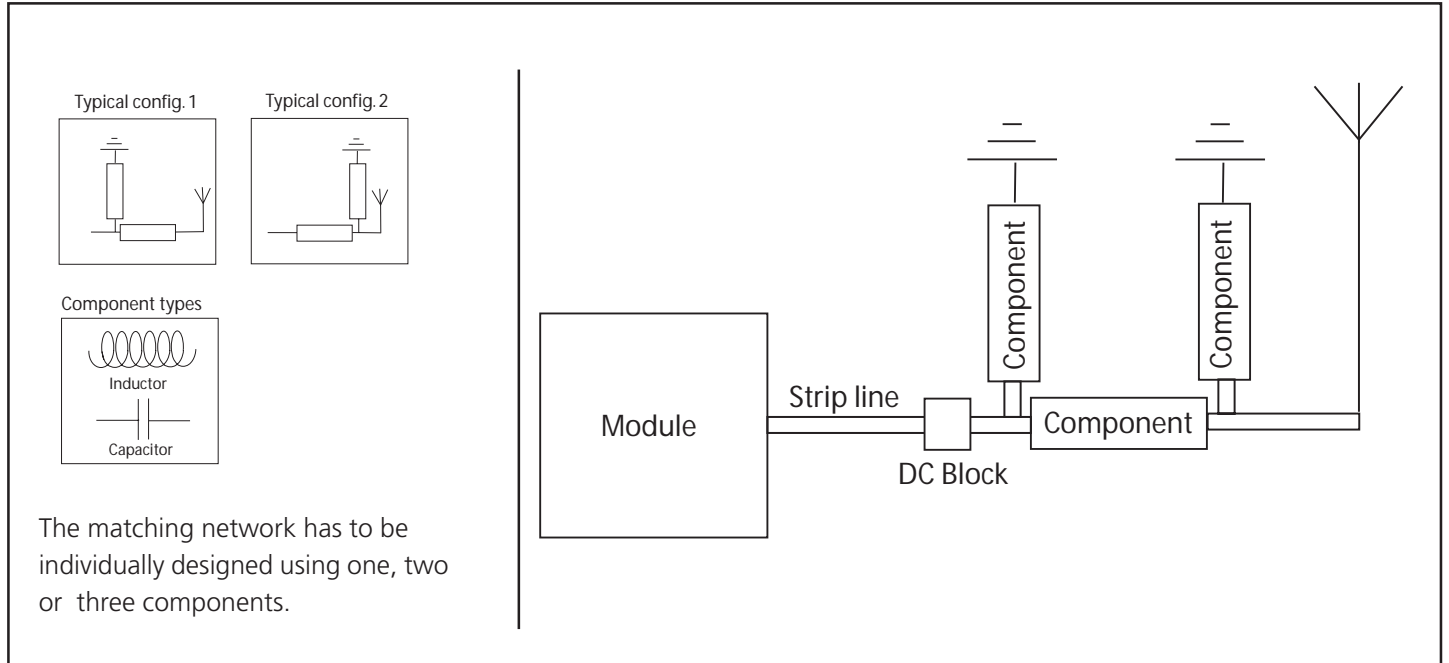 Typical config. 1
Typical config. 2
Component types
Inductor
Capacitor
The matching network has to be
individually designed using one, two
or three components.
Module
Strip line
DC Block
Component
Component
Component